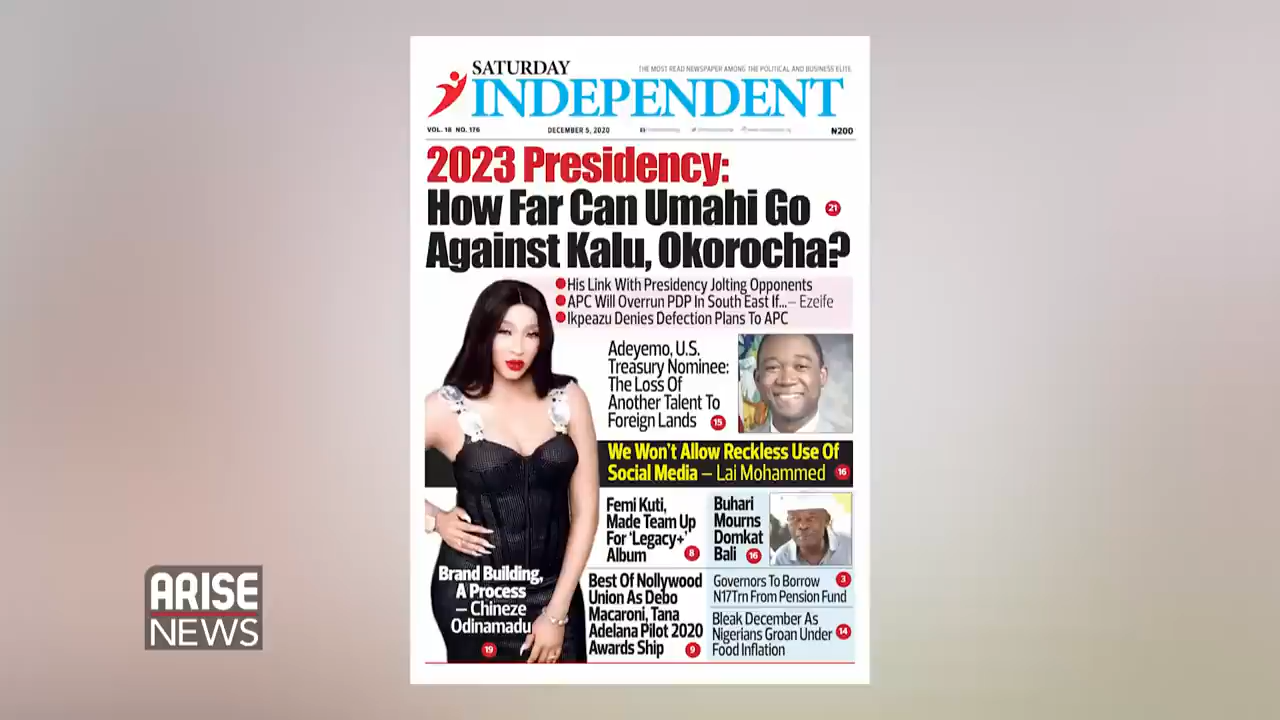 SATURDAY
THE MOST READ NEWSPAPER AMONG THE POLITICAL AND BUSINESS ELITE
INDEPENDENT
VOL. 18 NO. 176
DECEMBER 5, 2020
₦200
2023 Presidency:
How Far Can Umahi Go 21
Against Kalu, Okorocha?
His Link With Presidency Jolting Opponents
APC Will Overrun PDP In South East If...– Ezeife
Ikpeazu Denies Defection Plans To APC
Adeyemo, U.S.
Treasury Nominee:
The Loss Of
Another Talent To
Foreign Lands 15
We Won't Allow Reckless Use Of
Social Media – Lai Mohammed 16
Femi Kuti,
Made Team Up
For 'Legacy+'
Album 8
Buhari
Mourns
Domkat
Bali 16
Brand Building,
A Process
– Chineze
Odinamadu
19
Best Of Nollywood
Union As Debo
Macaroni, Tana
Adelana Pilot 2020
Awards Ship 9
Governors To Borrow 3
N17Trn From Pension Fund
Bleak December As
Nigerians Groan Under 14
Food Inflation
ARISE
NEWS